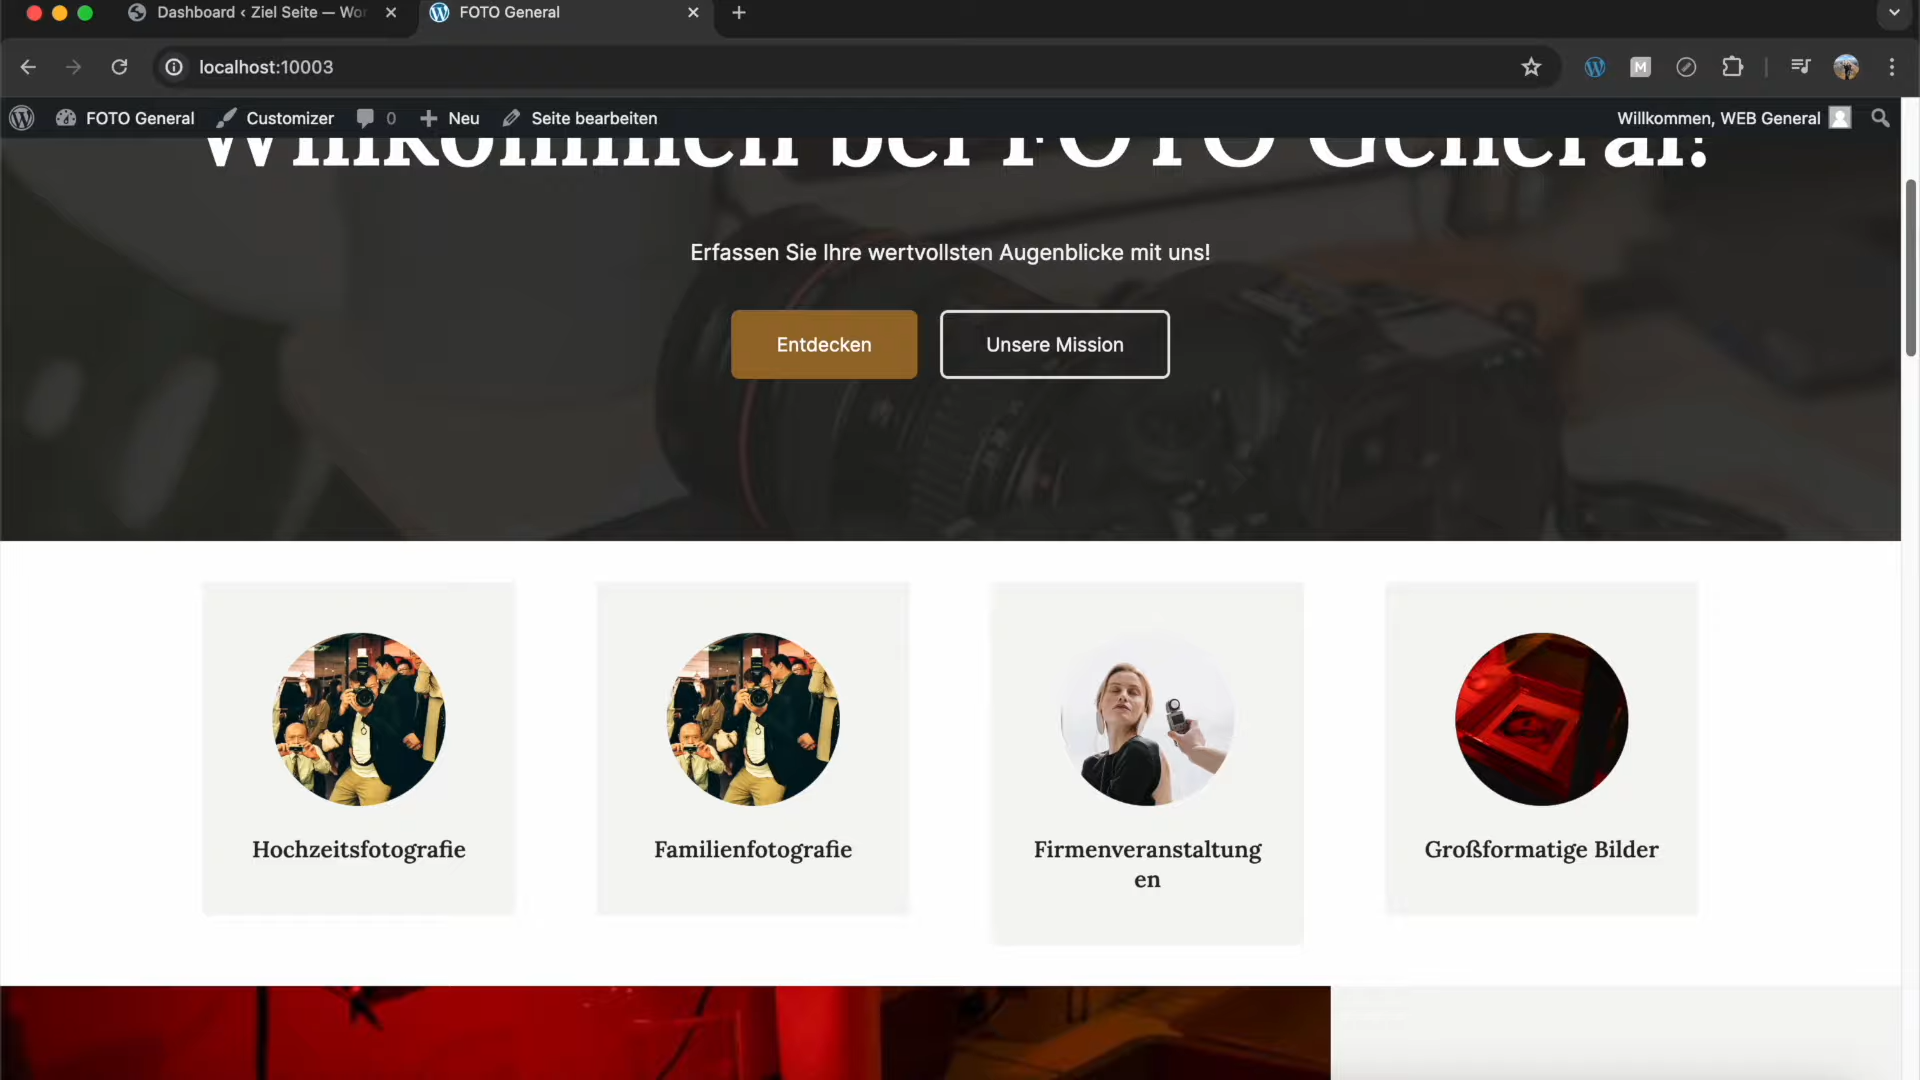 Dashboard ‹ Ziel Seite — Wor
FOTO General
localhost:10003
FOTO General
Customizer
0
Neu
Seite bearbeiten
Willkommen, WEB General
Willkommen bei FOTO General!
Erfassen Sie Ihre wertvollsten Augenblicke mit uns!
Entdecken
Unsere Mission
Hochzeitsfotografie
Familienfotografie
Firmenveranstaltung
en
Großformatige Bilder